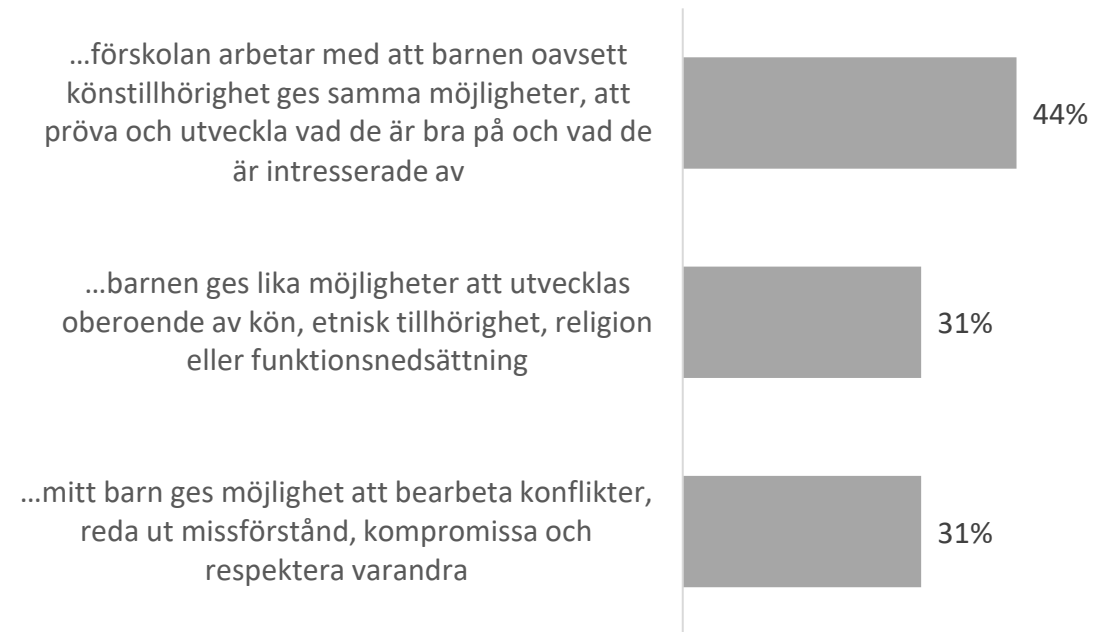 ...förskolan arbetar med att barnen oavsett
könstillhörighet ges samma möjligheter, att
pröva och utveckla vad de är bra på och vad de
är intresserade av
44%
...barnen ges lika möjligheter att utvecklas
oberoende av kön, etnisk tillhörighet, religion
eller funktionsnedsättning
31%
...mitt barn ges möjlighet att bearbeta konflikter,
reda ut missförstånd, kompromissa och
respektera varandra
31%